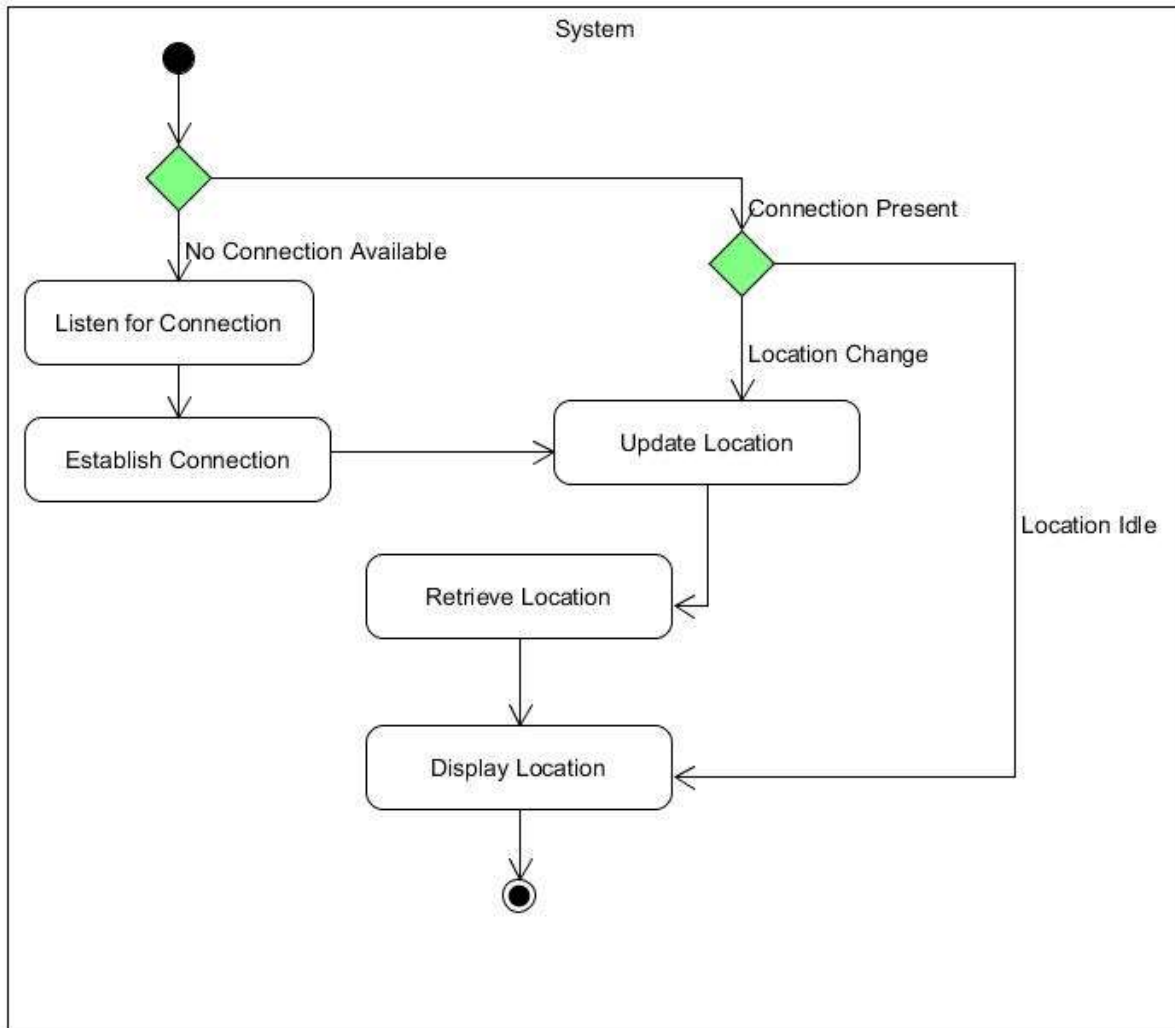 System
Connection Present
No Connection Available
Listen for Connection
Location Change
Establish Connection
Update Location
Location Idle
Retrieve Location
Display Location